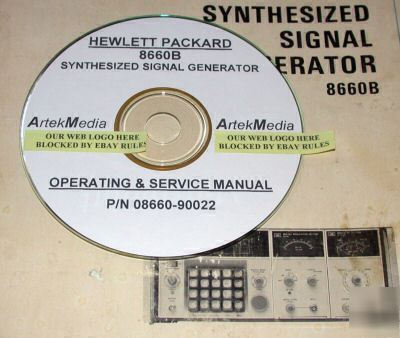 SYNTHESIZED
SIGNAL
ERATOR
8660B
HEWLETT PACKARD
8660B
SYNTHESIZED SIGNAL GENERATOR
ArtekMedia
OUR WEB LOGO HERE
BLOCKED BY EBAY RULES
ArtekMedia
OUR WEB LOGO HERE
BLOCKED BY EBAY RULES
OPERATING & SERVICE MANUAL
P/N 08660-90022